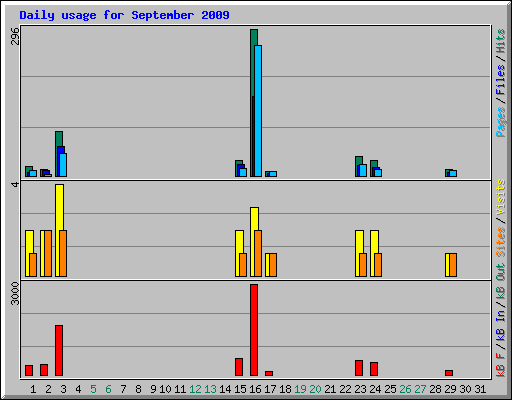 Daily usage for September 2009
296
4
3000
Pages / Files / Hits
Sites / Visits
kB F / kB In / kB Out
1 2 3 4 5 6 7 8 9 10 11 12 13 14 15 16 17 18 19 20 21 22 23 24 25 26 27 28 29 30 31